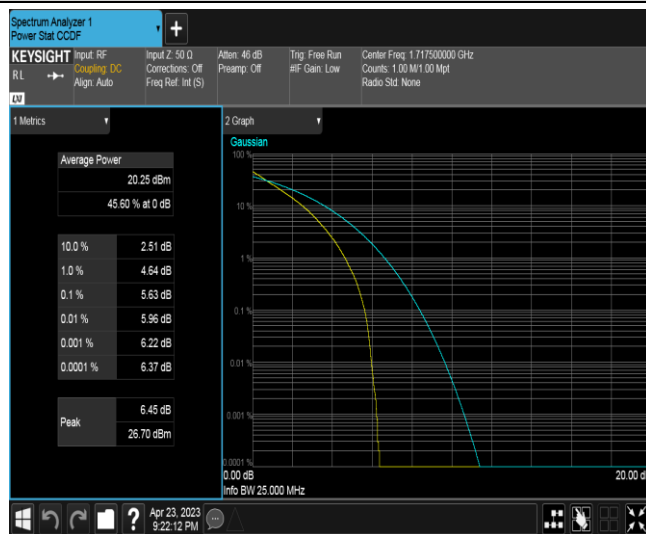 Spectrum Analyzer 1
Power Stat CCDF
+
KEYSIGHT Input: RF Input Z: 50 Ω Atten: 46 dB Trig: Free Run Center Freq: 1.717500000 GHz
RL Coupling: DC Corrections: Off Preamp: Off #IF Gain: Low Counts: 1.00 M/1.00 Mpt
Align: Auto Freq Ref: Int (S) Radio Std: None
LXI
1 Metrics
Average Power
20.25 dBm
45.60 % at 0 dB
10.0 % 2.51 dB
1.0 % 4.64 dB
0.1 % 5.63 dB
0.01 % 5.96 dB
0.001 % 6.22 dB
0.0001 % 6.37 dB
Peak 6.45 dB
26.70 dBm
2 Graph
Gaussian
100 %
10 %
1 %
0.1 %
0.01 %
0.001 %
0.0001 %
0.00 dB 20.00 d
Info BW 25.000 MHz
? Apr 23, 2023
9:22:12 PM